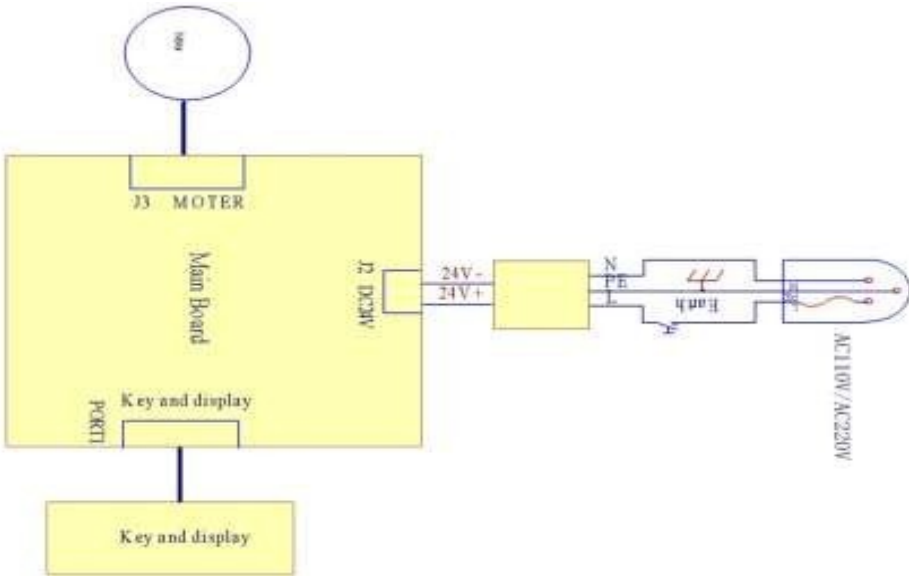 J3 MOTER
Main Board
J2 DC24V
24V-
24V+
N
PE
L
Earth
AC110V/AC220V
Key and display
PORT1
Key and display